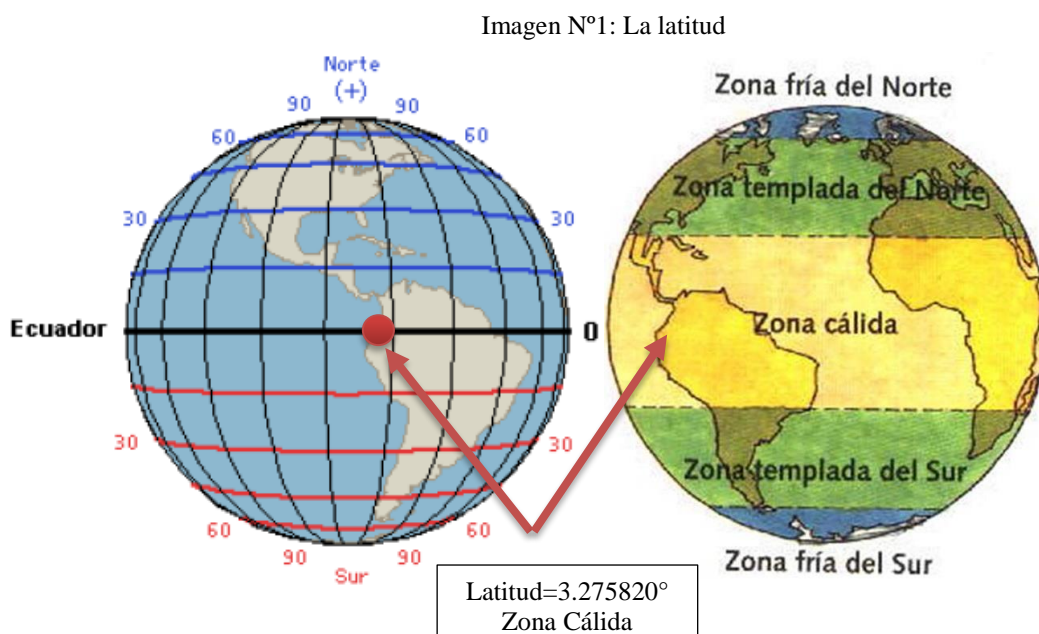 Imagen Nº1: La latitud
Norte
(+)
90 90
60 60
30 30
Ecuador 0
30 30
60 60
90 90
Sur
Zona fría del Norte
Zona templada del Norte
Zona cálida
Zona templada del Sur
Zona fría del Sur
Latitud=3.275820°
Zona Cálida